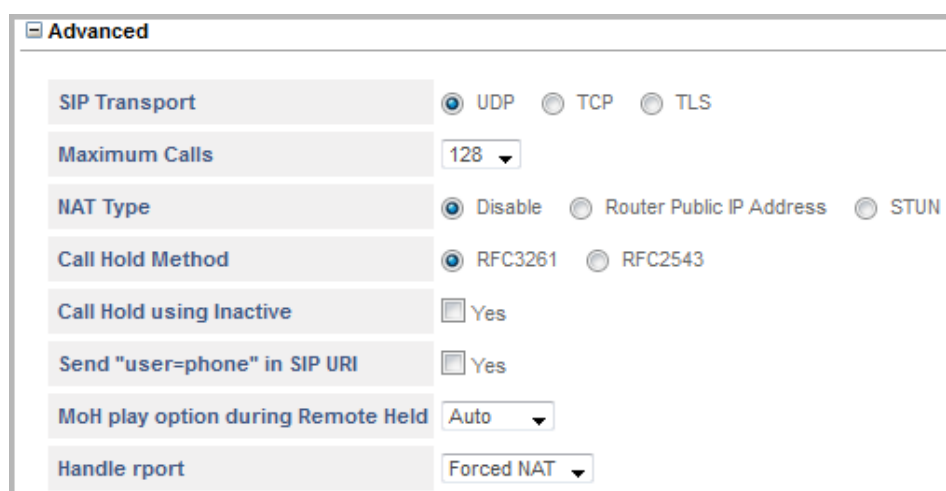 Advanced
SIP Transport UDP TCP TLS
Maximum Calls 128
NAT Type Disable Router Public IP Address STUN
Call Hold Method RFC3261 RFC2543
Call Hold using Inactive Yes
Send "user=phone" in SIP URI Yes
MoH play option during Remote Held Auto
Handle rport Forced NAT